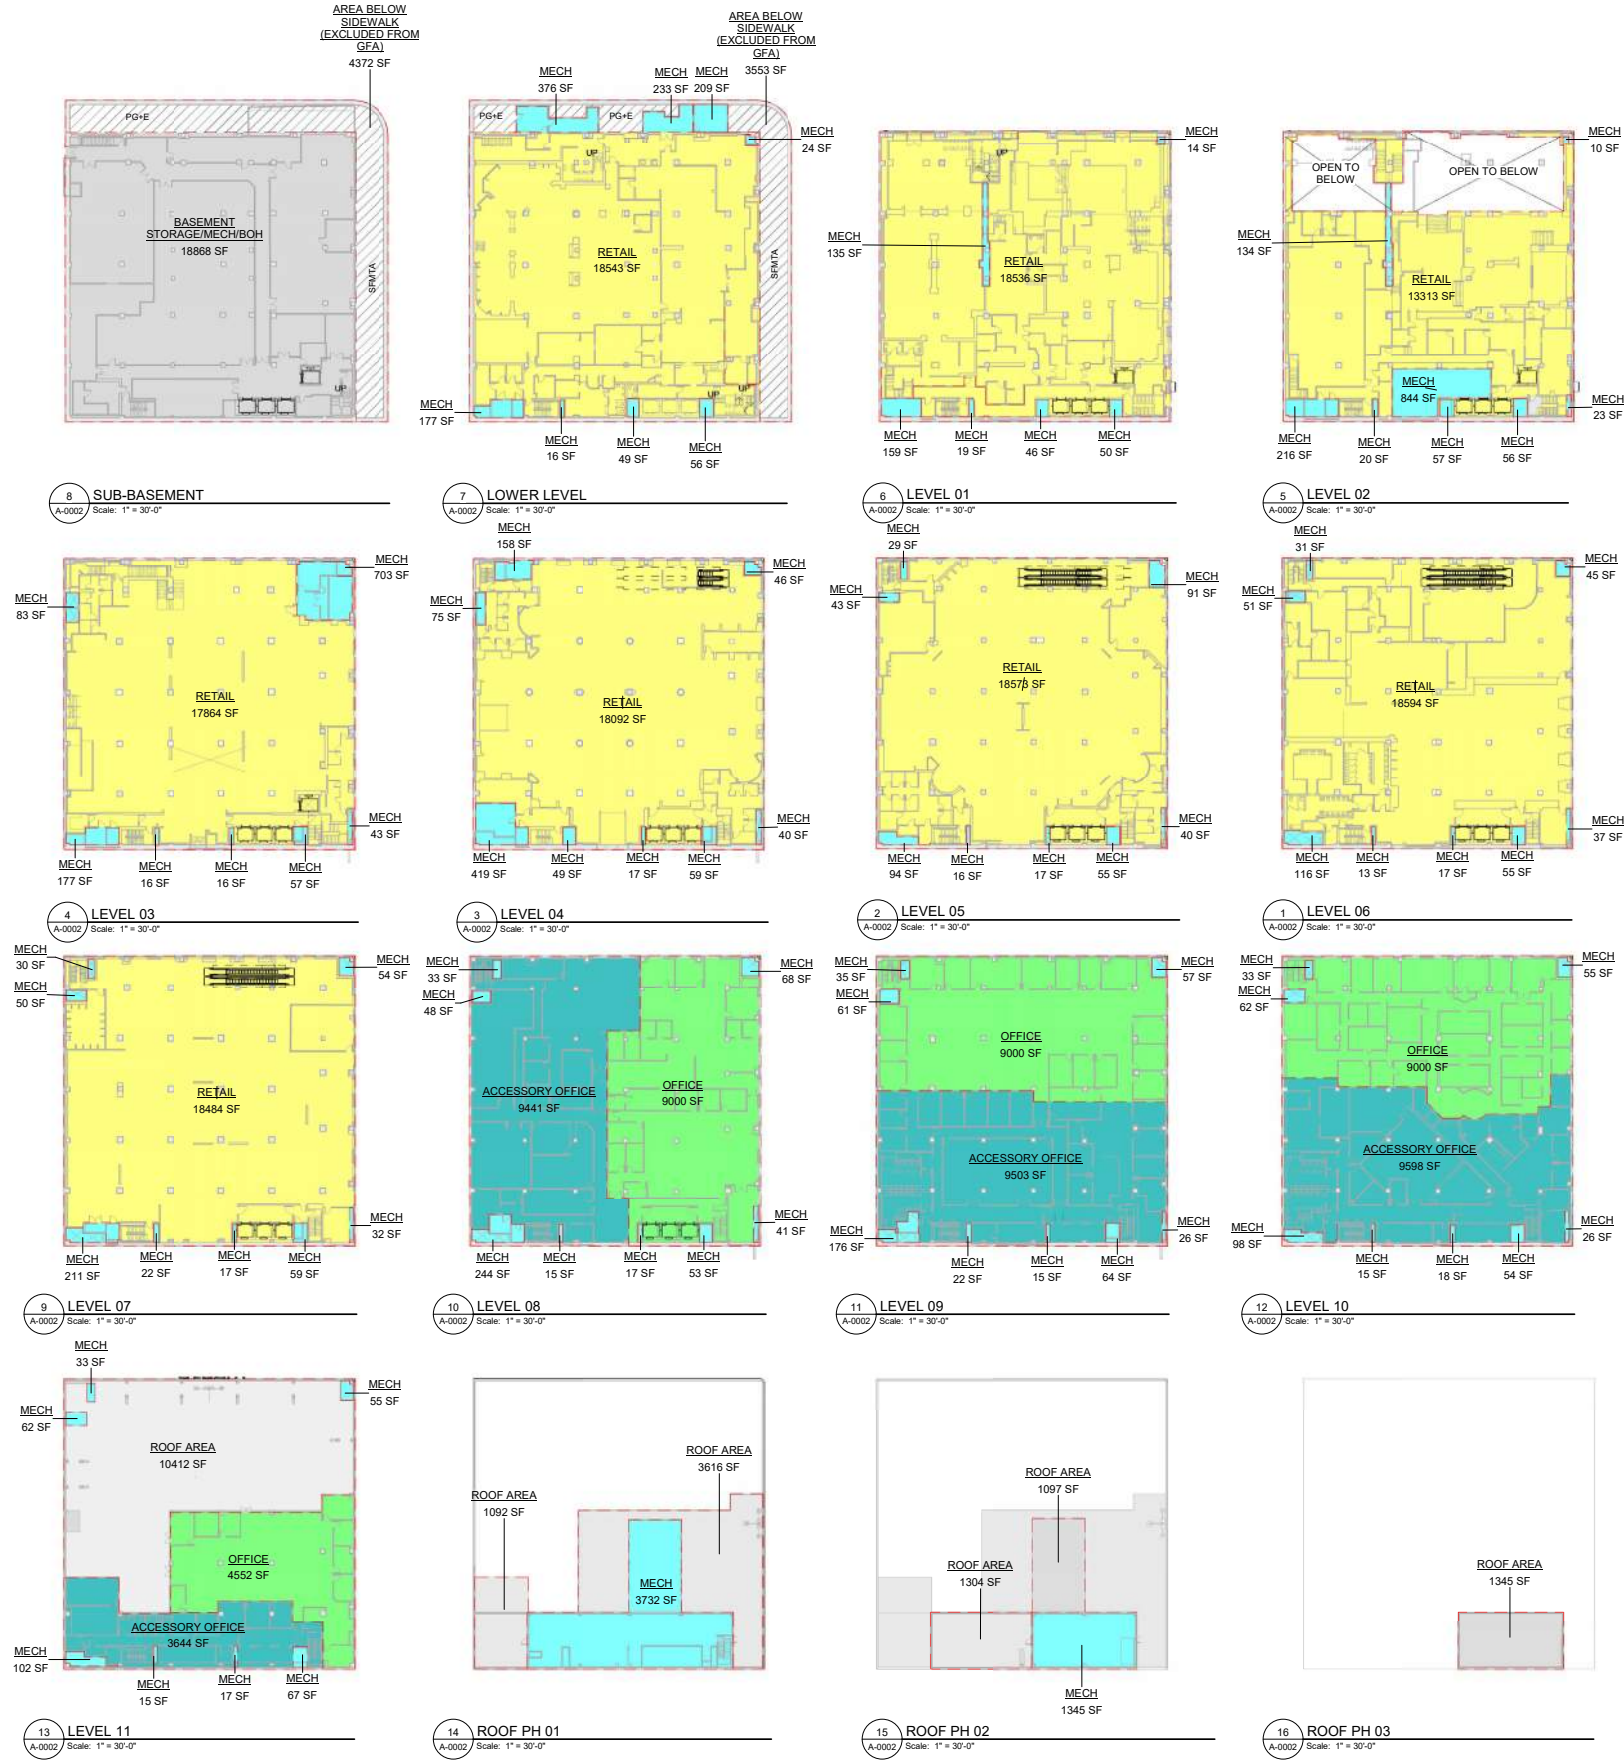 AREA BELOW
SIDEWALK
(EXCLUDED FROM
GFA)
4372 SF
PG+E
BASEMENT
STORAGE/MECH/BOH
18868 SF
SFMTA
UP
8
A-0002
SUB-BASEMENT
Scale: 1" = 30'-0"
AREA BELOW
SIDEWALK
(EXCLUDED FROM
GFA)
3553 SF
MECH
376 SF
MECH
233 SF
MECH
209 SF
PG+E
PG+E
MECH
24 SF
UP
RETAIL
18543 SF
SFMTA
UP
UP
MECH
177 SF
MECH
16 SF
MECH
49 SF
MECH
56 SF
7
A-0002
LOWER LEVEL
Scale: 1" = 30'-0"
MECH
14 SF
UP
MECH
135 SF
RETAIL
18536 SF
MECH
159 SF
MECH
19 SF
MECH
46 SF
MECH
50 SF
6
A-0002
LEVEL 01
Scale: 1" = 30'-0"
MECH
10 SF
OPEN TO
BELOW
OPEN TO BELOW
MECH
134 SF
RETAIL
13313 SF
MECH
844 SF
MECH
23 SF
MECH
216 SF
MECH
20 SF
MECH
57 SF
MECH
56 SF
5
A-0002
LEVEL 02
Scale: 1" = 30'-0"
MECH
703 SF
MECH
83 SF
RETAIL
17864 SF
MECH
43 SF
MECH
177 SF
MECH
16 SF
MECH
16 SF
MECH
57 SF
4
A-0002
LEVEL 03
Scale: 1" = 30'-0"
MECH
158 SF
MECH
46 SF
MECH
75 SF
RETAIL
18092 SF
MECH
40 SF
MECH
419 SF
MECH
49 SF
MECH
17 SF
MECH
59 SF
3
A-0002
LEVEL 04
Scale: 1" = 30'-0"
MECH
29 SF
MECH
43 SF
MECH
91 SF
RETAIL
18573 SF
MECH
40 SF
MECH
94 SF
MECH
16 SF
MECH
17 SF
MECH
55 SF
2
A-0002
LEVEL 05
Scale: 1" = 30'-0"
MECH
31 SF
MECH
45 SF
MECH
51 SF
RETAIL
18594 SF
MECH
37 SF
MECH
116 SF
MECH
13 SF
MECH
17 SF
MECH
55 SF
1
A-0002
LEVEL 06
Scale: 1" = 30'-0"
MECH
30 SF
MECH
50 SF
MECH
54 SF
RETAIL
18484 SF
MECH
32 SF
MECH
211 SF
MECH
22 SF
MECH
17 SF
MECH
59 SF
9
A-0002
LEVEL 07
Scale: 1" = 30'-0"
MECH
33 SF
MECH
48 SF
MECH
68 SF
ACCESSORY OFFICE
9441 SF
OFFICE
9000 SF
MECH
41 SF
MECH
244 SF
MECH
15 SF
MECH
17 SF
MECH
53 SF
10
A-0002
LEVEL 08
Scale: 1" = 30'-0"
MECH
35 SF
MECH
61 SF
MECH
57 SF
OFFICE
9000 SF
ACCESSORY OFFICE
9503 SF
MECH
26 SF
MECH
176 SF
MECH
22 SF
MECH
15 SF
MECH
64 SF
11
A-0002
LEVEL 09
Scale: 1" = 30'-0"
MECH
33 SF
MECH
62 SF
MECH
55 SF
OFFICE
9000 SF
ACCESSORY OFFICE
9598 SF
MECH
26 SF
MECH
98 SF
MECH
15 SF
MECH
18 SF
MECH
54 SF
12
A-0002
LEVEL 10
Scale: 1" = 30'-0"
MECH
33 SF
MECH
62 SF
MECH
55 SF
ROOF AREA
10412 SF
OFFICE
4552 SF
ACCESSORY OFFICE
3644 SF
MECH
102 SF
MECH
15 SF
MECH
17 SF
MECH
67 SF
13
A-0002
LEVEL 11
Scale: 1" = 30'-0"
ROOF AREA
3616 SF
ROOF AREA
1092 SF
MECH
3732 SF
14
A-0002
ROOF PH 01
Scale: 1" = 30'-0"
ROOF AREA
1097 SF
ROOF AREA
1304 SF
MECH
1345 SF
15
A-0002
ROOF PH 02
Scale: 1" = 30'-0"
ROOF AREA
1345 SF
16
A-0002
ROOF PH 03
Scale: 1" = 30'-0"